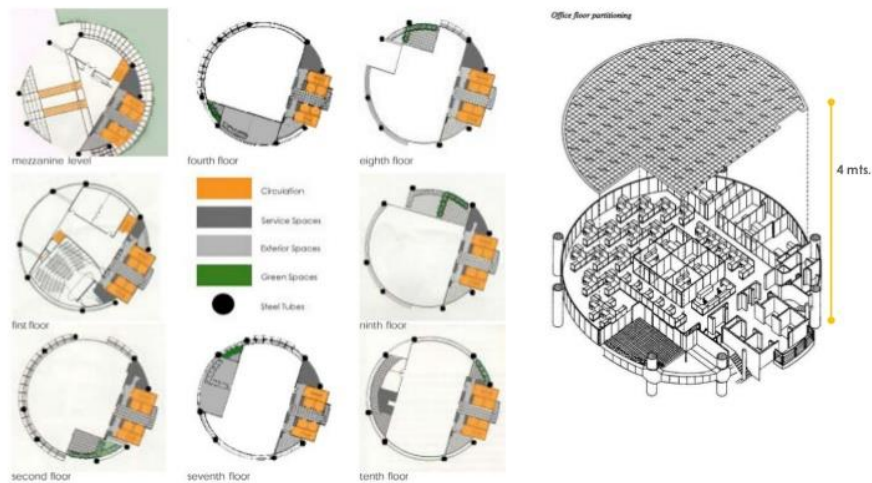 Office floor partitioning
mezzanine level
fourth floor
eighth floor
4 mts.
Circulation
Service Spaces
Exterior Spaces
Green Spaces
Steel Tubes
first floor
ninth floor
second floor
seventh floor
tenth floor